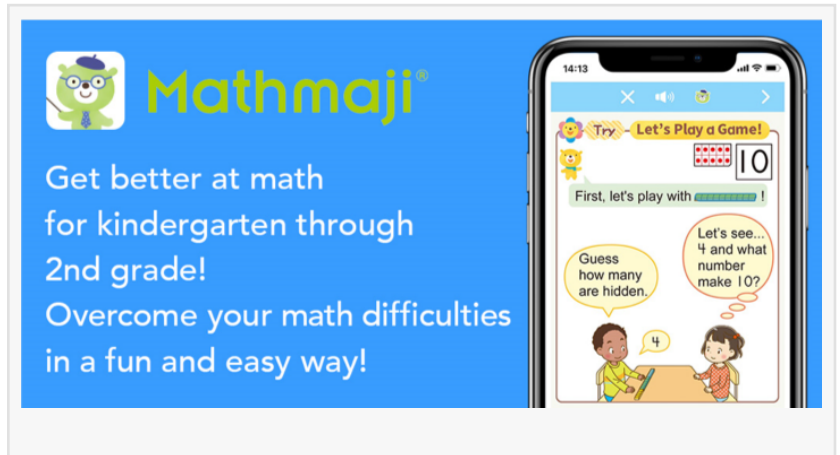 Mathmaji®
Get better at math
for kindergarten through
2nd grade!
Overcome your math difficulties
in a fun and easy way!
14:13
Try
Let's Play a Game!
10
First, let's play with !
Let's see...
4 and what
number
make 10?
Guess
how many
are hidden.
4